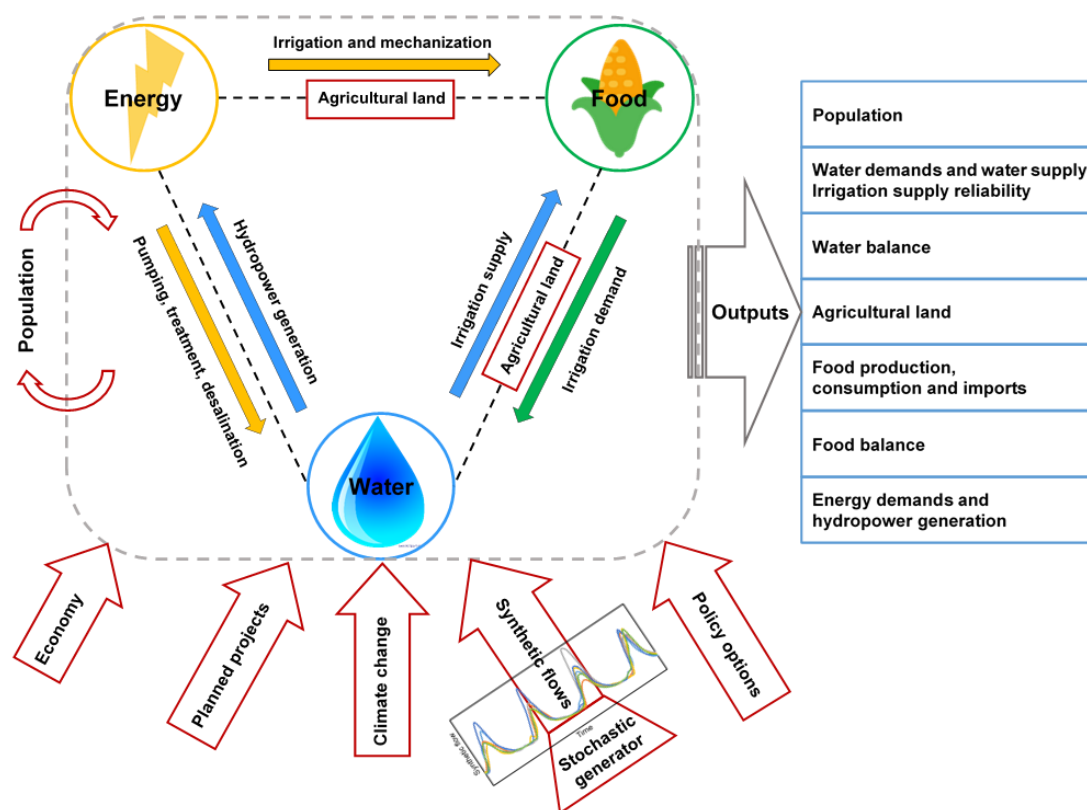 Irrigation and mechanization
Energy
Agricultural land
Food
Population
Pumping, treatment, desalination
Hydropower generation
Irrigation supply
Agricultural land
Irrigation demand
Water
Outputs
Population
Water demands and water supply
Irrigation supply reliability
Water balance
Agricultural land
Food production,
consumption and imports
Food balance
Energy demands and
hydropower generation
Economy
Planned projects
Climate change
Synthetic flows
Policy options
Synthetic flow
Time
Stochastic
generator